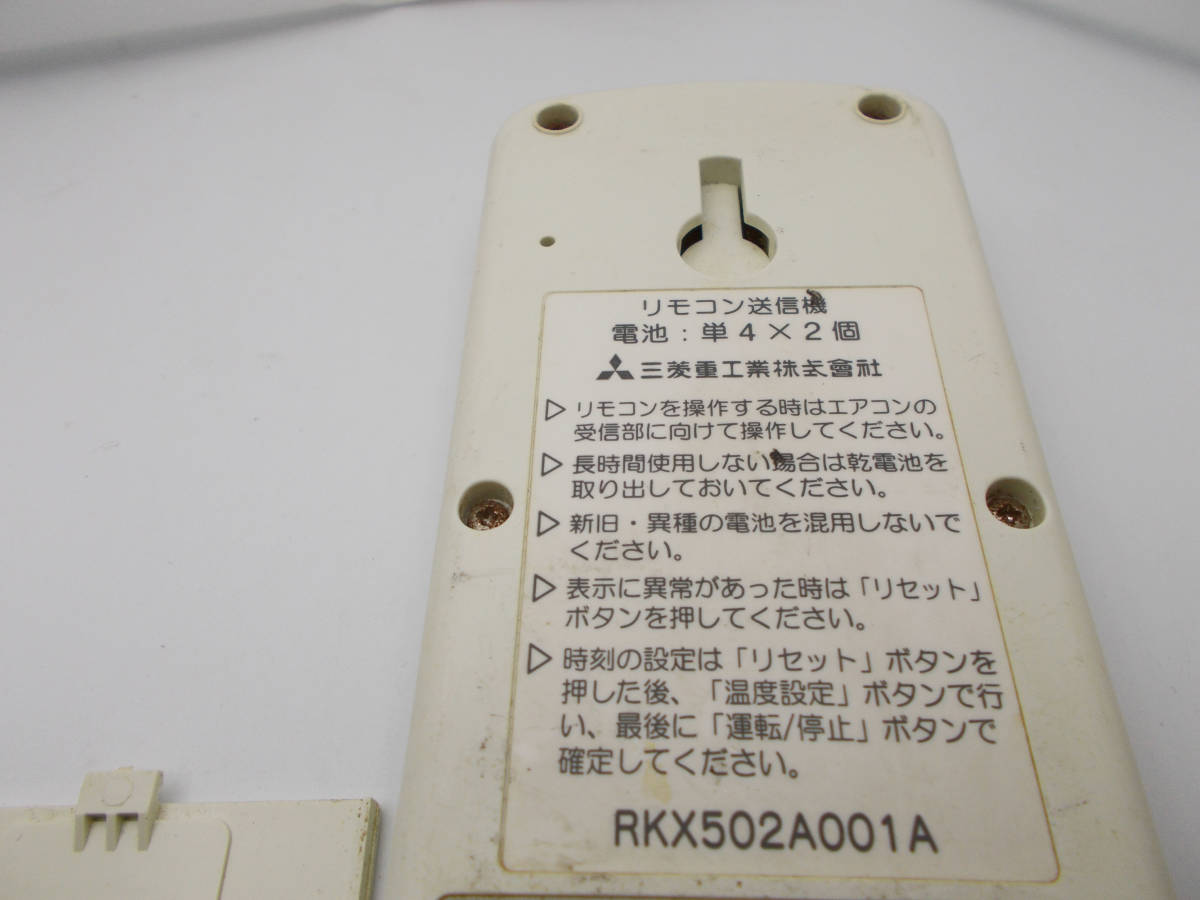 リモコン送信機
電池：単4×2個
三菱重工業株式會社
▷ リモコンを操作する時はエアコンの
受信部に向けて操作してください。
▷ 長時間使用しない場合は乾電池を
取り出しておいてください。
▷ 新旧・異種の電池を混用しないで
ください。
▷ 表示に異常があった時は「リセット」
ボタンを押してください。
▷ 時刻の設定は「リセット」ボタンを
押した後、「温度設定」ボタンで行
い、最後に「運転/停止」ボタンで
確定してください。
RKX502A001A